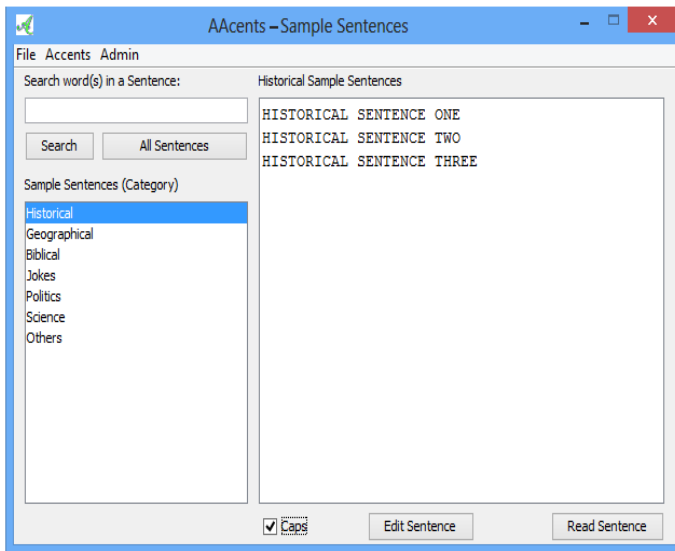 AAcents – Sample Sentences
File Accents Admin
Search word(s) in a Sentence:
Search All Sentences
Sample Sentences (Category)
Historical
Geographical
Biblical
Jokes
Politics
Science
Others
Historical Sample Sentences
HISTORICAL SENTENCE ONE
HISTORICAL SENTENCE TWO
HISTORICAL SENTENCE THREE
Caps Edit Sentence Read Sentence